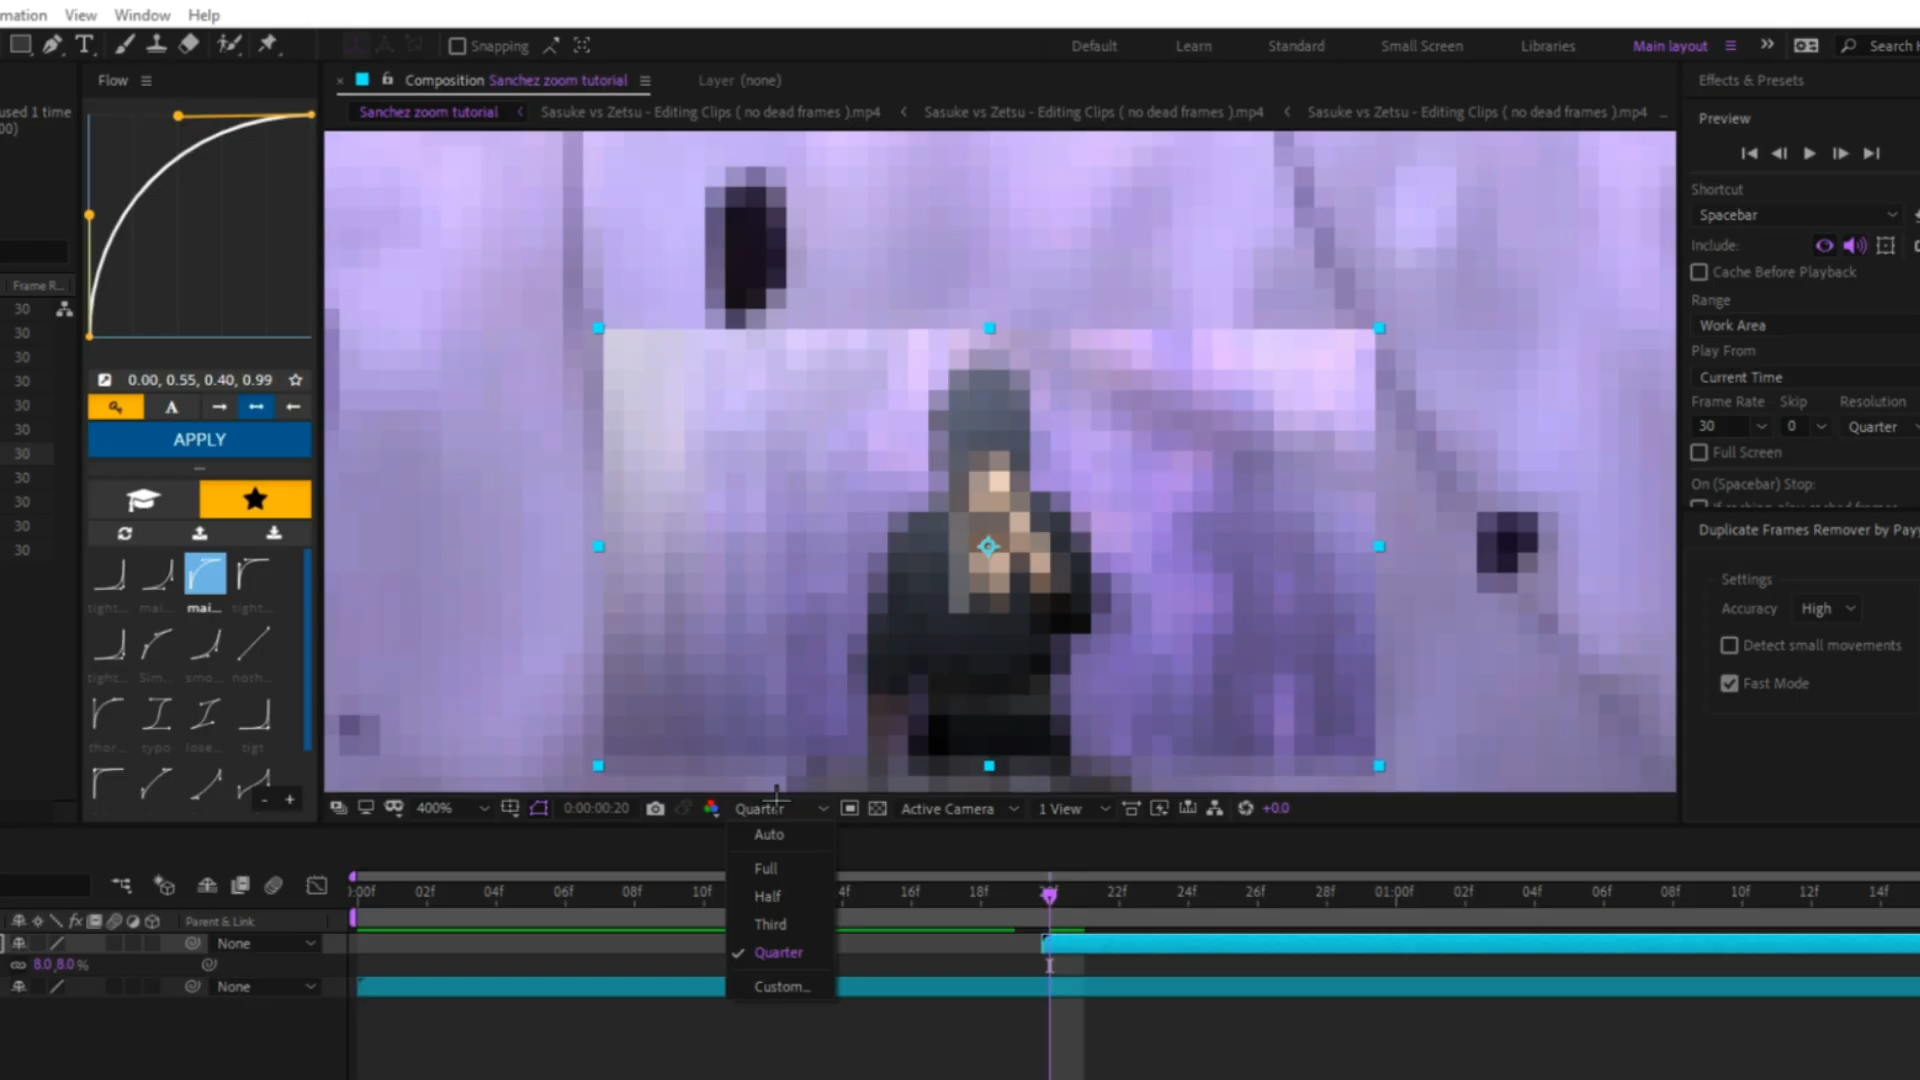 mation View Window Help
Snapping
Default Learn Standard Small Screen Libraries Main layout Search H
used 1 time
00)
Flow
Composition Sanchez zoom tutorial
Layer (none)
Sanchez zoom tutorial
Sasuke vs Zetsu - Editing Clips ( no dead frames ).mp4
Sasuke vs Zetsu - Editing Clips ( no dead frames ).mp4
Sasuke vs Zetsu - Editing Clips ( no dead frames ).mp4
Effects & Presets
Preview
Shortcut
Spacebar
Include:
Cache Before Playback
Range
Work Area
Play From
Current Time
Frame Rate Skip Resolution
30 0 Quarter
Full Screen
On (Spacebar) Stop:
Duplicate Frames Remover by Pay
Settings
Accuracy High
Detect small movements
Fast Mode
Frame R...
30
30
30
30
30
30
30
30
30
30
30
0.00, 0.55, 0.40, 0.99
A
APPLY
tight... mai... mai... tight...
tight... Sim... smo... noth...
thor... typo lose... tigt
- +
400% 0:00:00:20 Quarter Active Camera 1 View +0.0
Auto
Full
Half
Third
Quarter
Custom...
:00f 02f 04f 06f 08f 10f 4f 16f 18f 22f 24f 26f 28f 01:00f 02f 04f 06f 08f 10f 12f 14f
fx Parent & Link
None
8.0,8.0 %
None